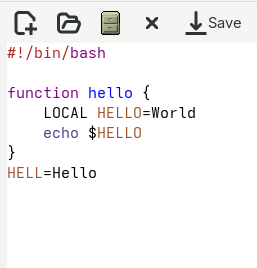 Save
#!/bin/bash
function hello {
LOCAL HELLO=World
echo $HELLO
}
HELL=Hello